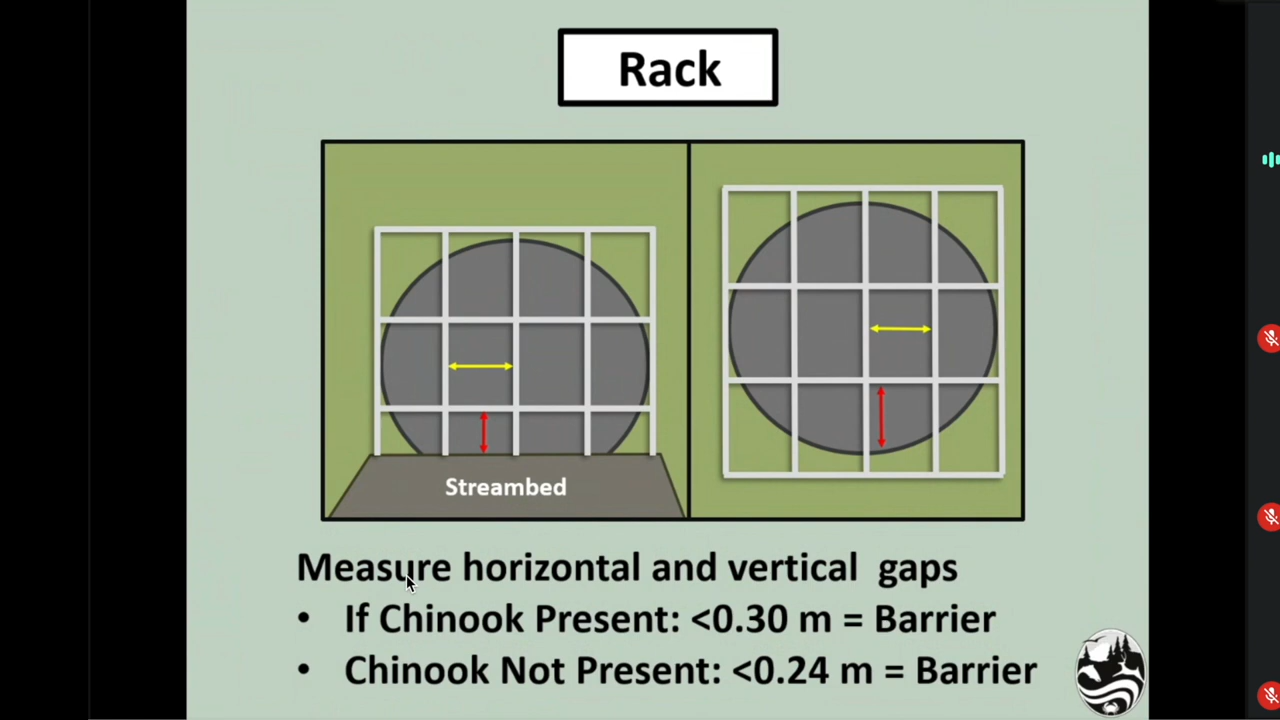 Rack
Streambed
Measure horizontal and vertical gaps
• If Chinook Present: <0.30 m = Barrier
• Chinook Not Present: <0.24 m = Barrier